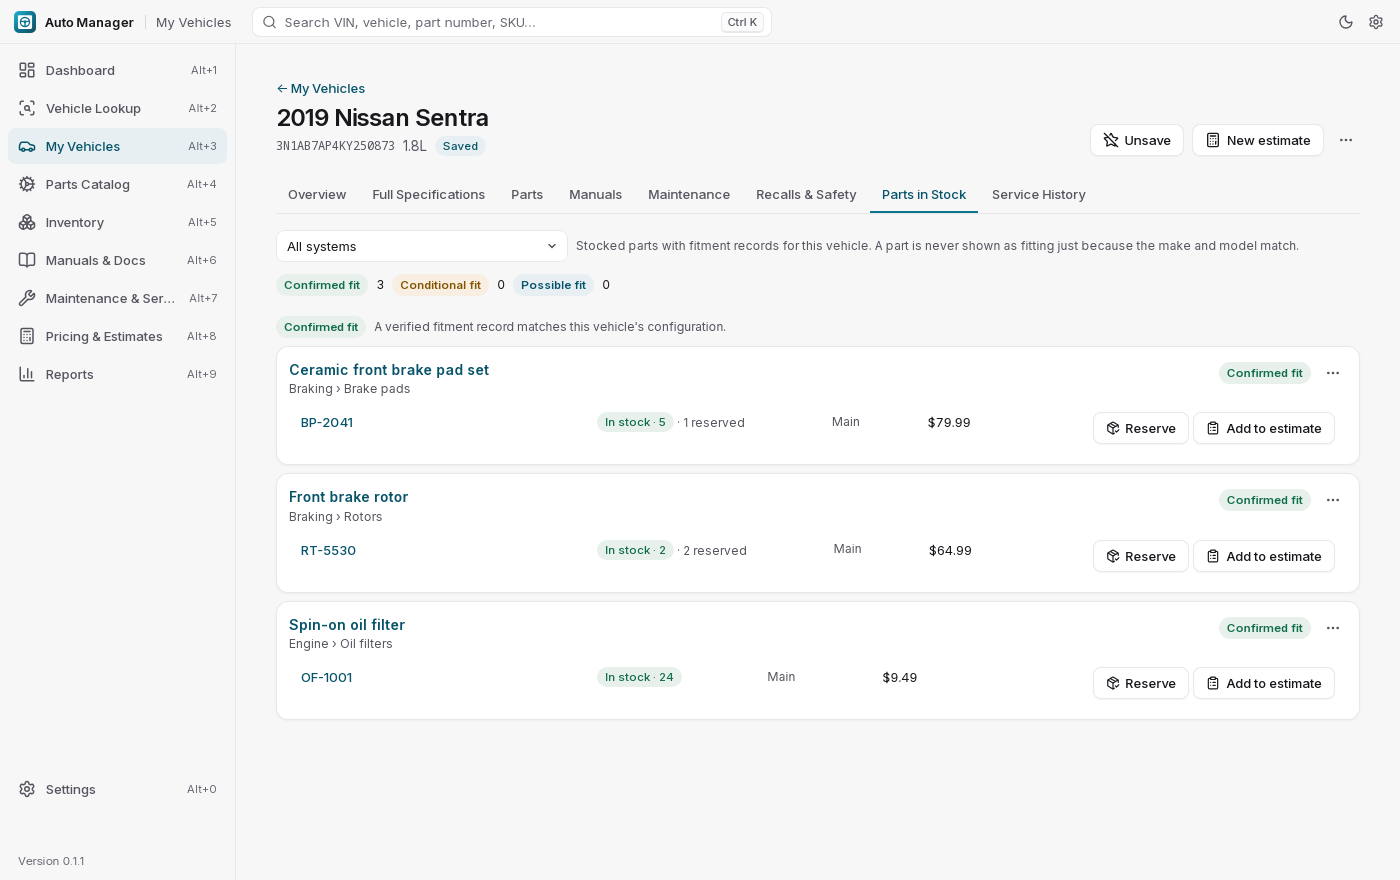 Auto Manager
My Vehicles
Search VIN, vehicle, part number, SKU...
Ctrl K
Dashboard Alt+1
Vehicle Lookup Alt+2
My Vehicles Alt+3
Parts Catalog Alt+4
Inventory Alt+5
Manuals & Docs Alt+6
Maintenance & Ser... Alt+7
Pricing & Estimates Alt+8
Reports Alt+9
Settings Alt+0
Version 0.1.1
← My Vehicles
2019 Nissan Sentra
3N1AB7AP4KY250873 1.8L Saved
Unsave New estimate
Overview Full Specifications Parts Manuals Maintenance Recalls & Safety Parts in Stock Service History
All systems Stocked parts with fitment records for this vehicle. A part is never shown as fitting just because the make and model match.
Confirmed fit 3 Conditional fit 0 Possible fit 0
Confirmed fit A verified fitment record matches this vehicle's configuration.
Ceramic front brake pad set Confirmed fit
Braking › Brake pads
BP-2041 In stock · 5 · 1 reserved Main $79.99 Reserve Add to estimate
Front brake rotor Confirmed fit
Braking › Rotors
RT-5530 In stock · 2 · 2 reserved Main $64.99 Reserve Add to estimate
Spin-on oil filter Confirmed fit
Engine › Oil filters
OF-1001 In stock · 24 Main $9.49 Reserve Add to estimate